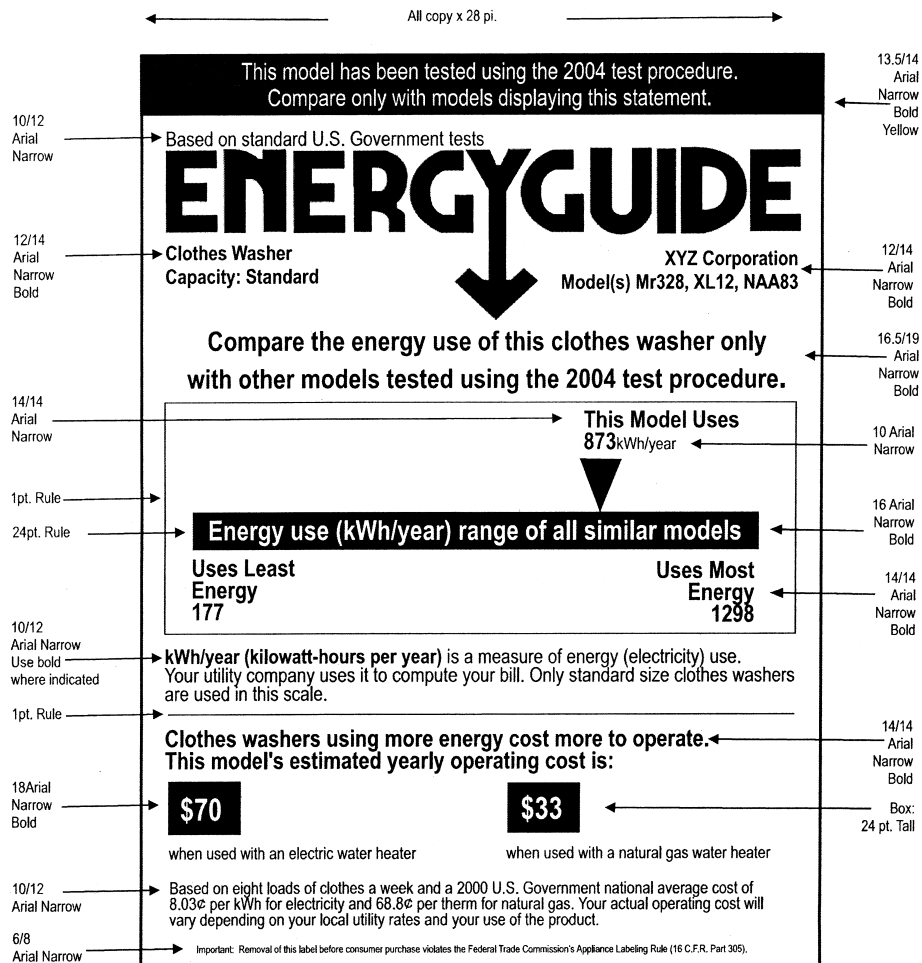 All copy x 28 pi.
This model has been tested using the 2004 test procedure.
Compare only with models displaying this statement.
13.5/14
Arial
Narrow
Bold
Yellow
10/12
Arial
Narrow
Based on standard U.S. Government tests
ENERGYGUIDE
12/14
Arial
Narrow
Bold
Clothes Washer
Capacity: Standard
XYZ Corporation
Model(s) Mr328, XL12, NAA83
12/14
Arial
Narrow
Bold
Compare the energy use of this clothes washer only
with other models tested using the 2004 test procedure.
16.5/19
Arial
Narrow
Bold
14/14
Arial
Narrow
This Model Uses
873kWh/year
10 Arial
Narrow
1pt. Rule
24pt. Rule
Energy use (kWh/year) range of all similar models
16 Arial
Narrow
Bold
Uses Least
Energy
177
Uses Most
Energy
1298
14/14
Arial
Narrow
Bold
10/12
Arial Narrow
Use bold
where indicated
kWh/year (kilowatt-hours per year) is a measure of energy (electricity) use.
Your utility company uses it to compute your bill. Only standard size clothes washers
are used in this scale.
1pt. Rule
Clothes washers using more energy cost more to operate.
This model's estimated yearly operating cost is:
14/14
Arial
Narrow
Bold
18Arial
Narrow
Bold
$70
$33
Box:
24 pt. Tall
when used with an electric water heater
when used with a natural gas water heater
10/12
Arial Narrow
Based on eight loads of clothes a week and a 2000 U.S. Government national average cost of
8.03¢ per kWh for electricity and 68.8¢ per therm for natural gas. Your actual operating cost will
vary depending on your local utility rates and your use of the product.
6/8
Arial Narrow
Important: Removal of this label before consumer purchase violates the Federal Trade Commission's Appliance Labeling Rule (16 C.F.R. Part 305).